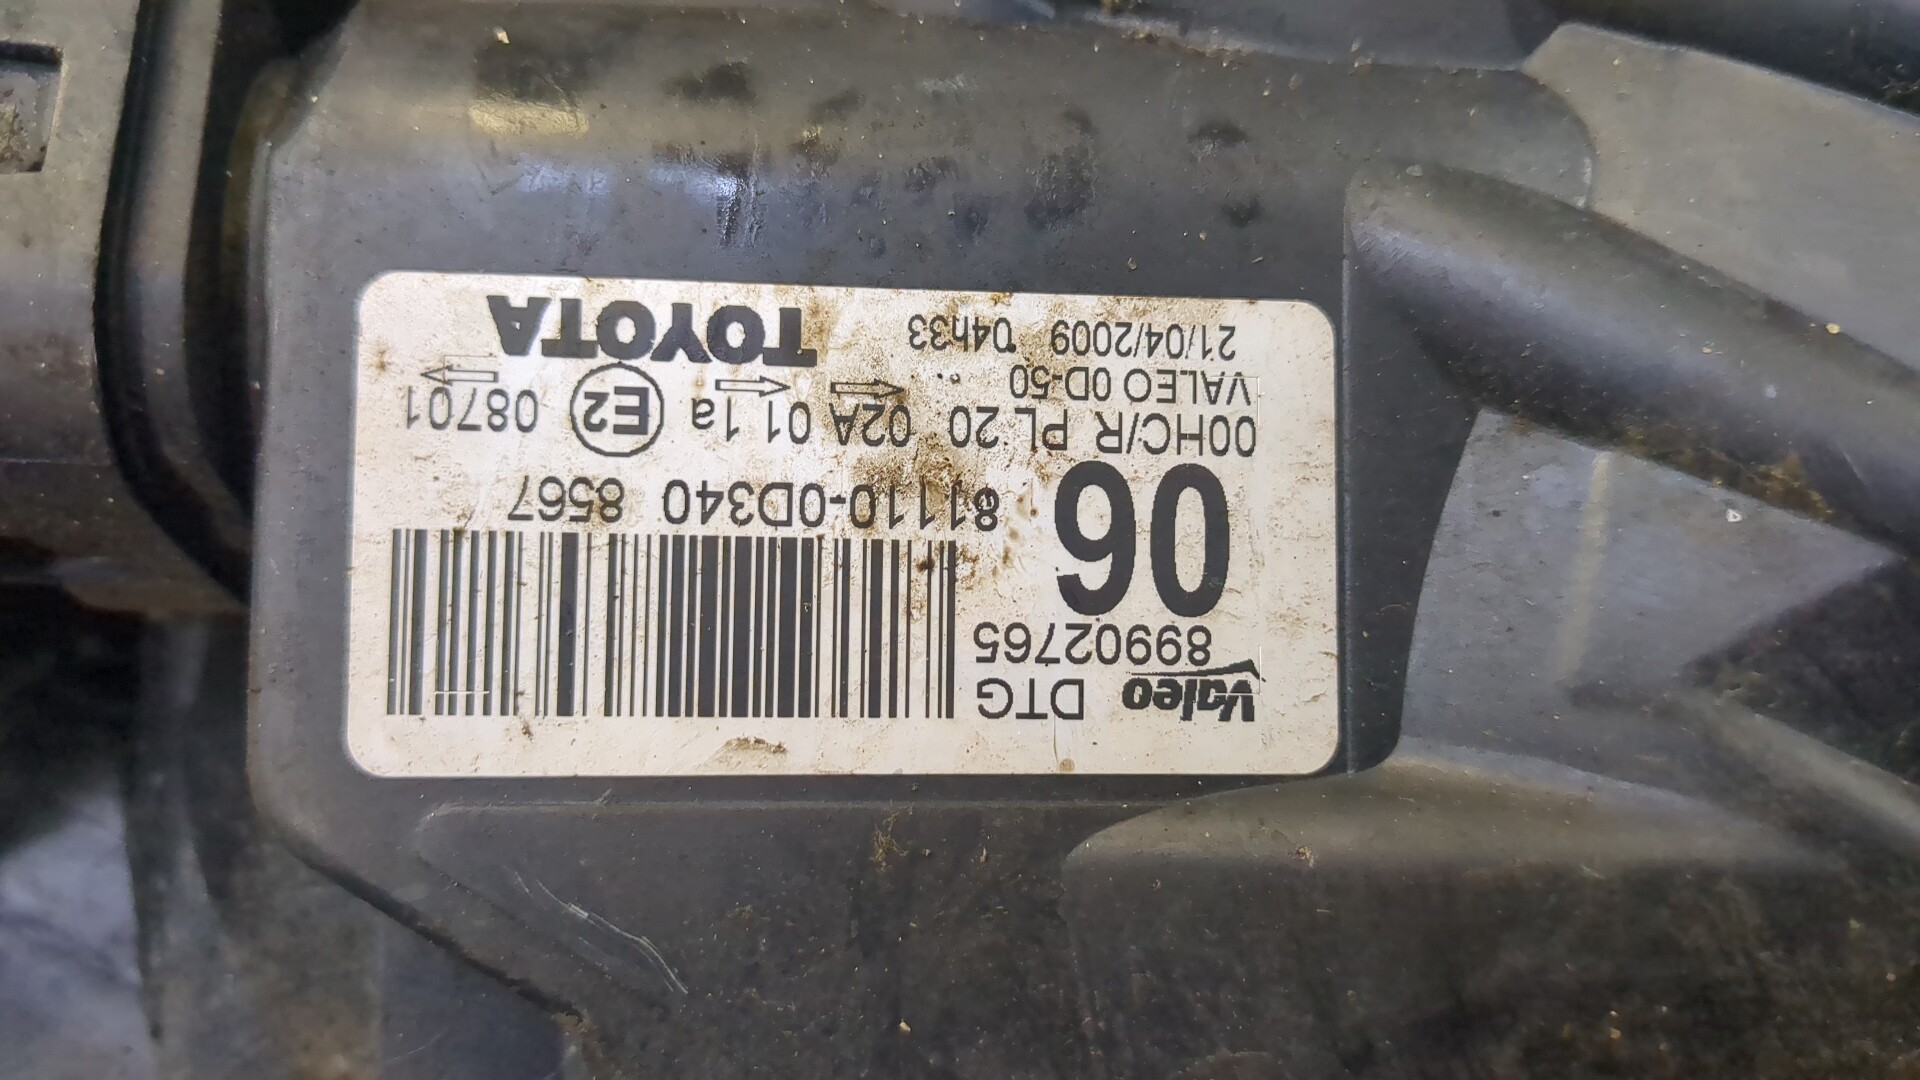 Valeo DTG
89902765
06
81110-0D340 8567
00HC/R PL 20 02A 01 1a E2 08701
VALEO 0D-50
21/04/2009 04h33
TOYOTA